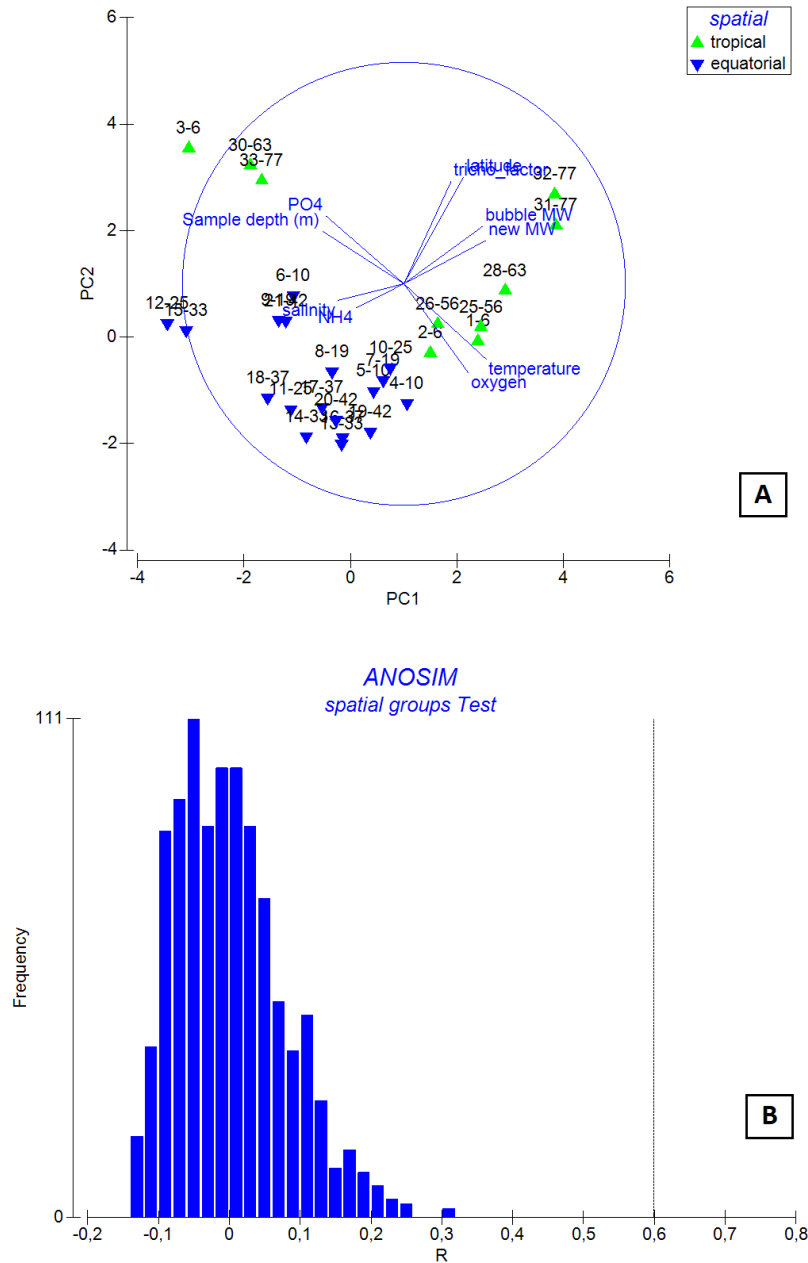 6
spatial
tropical
equatorial
4
3-6
30-63
33-77
latitude
tricho_factor
32-77
31-77
PO4
Sample depth (m)
bubble MW
new MW
2
PC2
6-10
28-63
12-25
15-33
salinity
NH4
26-56
25-56
1-6
2-6
0
8-19
10-25
7-19
5-10
4-10
temperature
oxygen
18-37
11-25
17-37
20-42
19-42
14-33
13-33
-2
A
-4
-4
-2
0
2
4
6
PC1
ANOSIM
spatial groups Test
111
Frequency
B
0
-0,2
-0,1
0
0,1
0,2
0,3
0,4
0,5
0,6
0,7
0,8
R